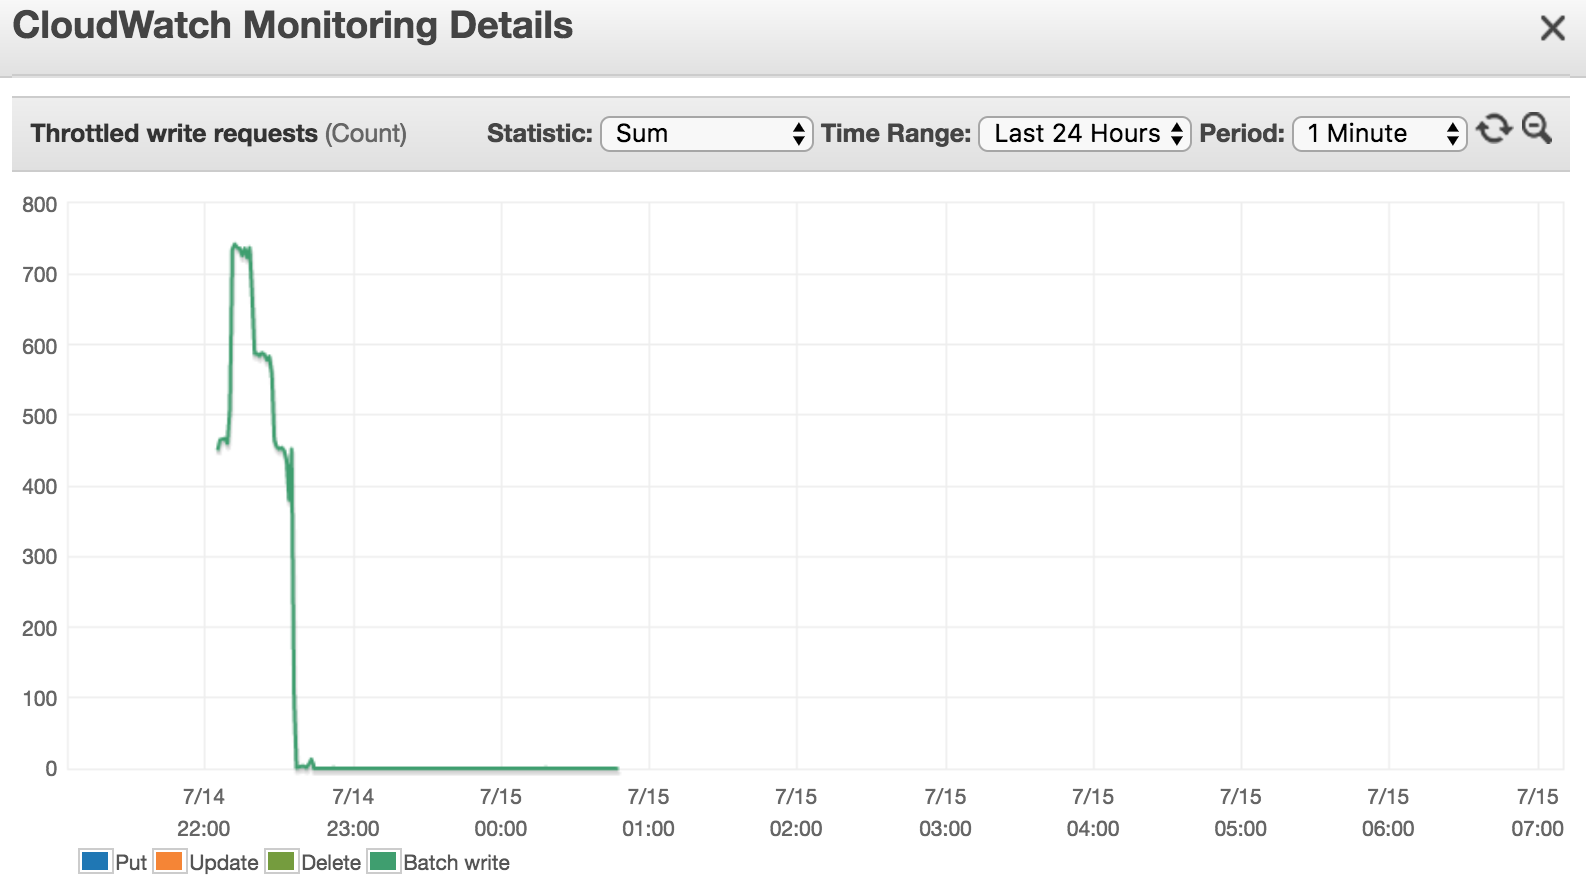 CloudWatch Monitoring Details
Throttled write requests (Count) Statistic: Sum Time Range: Last 24 Hours Period: 1 Minute
800
700
600
500
400
300
200
100
0
7/14 7/14 7/15 7/15 7/15 7/15 7/15 7/15 7/15 7/15
22:00 23:00 00:00 01:00 02:00 03:00 04:00 05:00 06:00 07:00
Put Update Delete Batch write